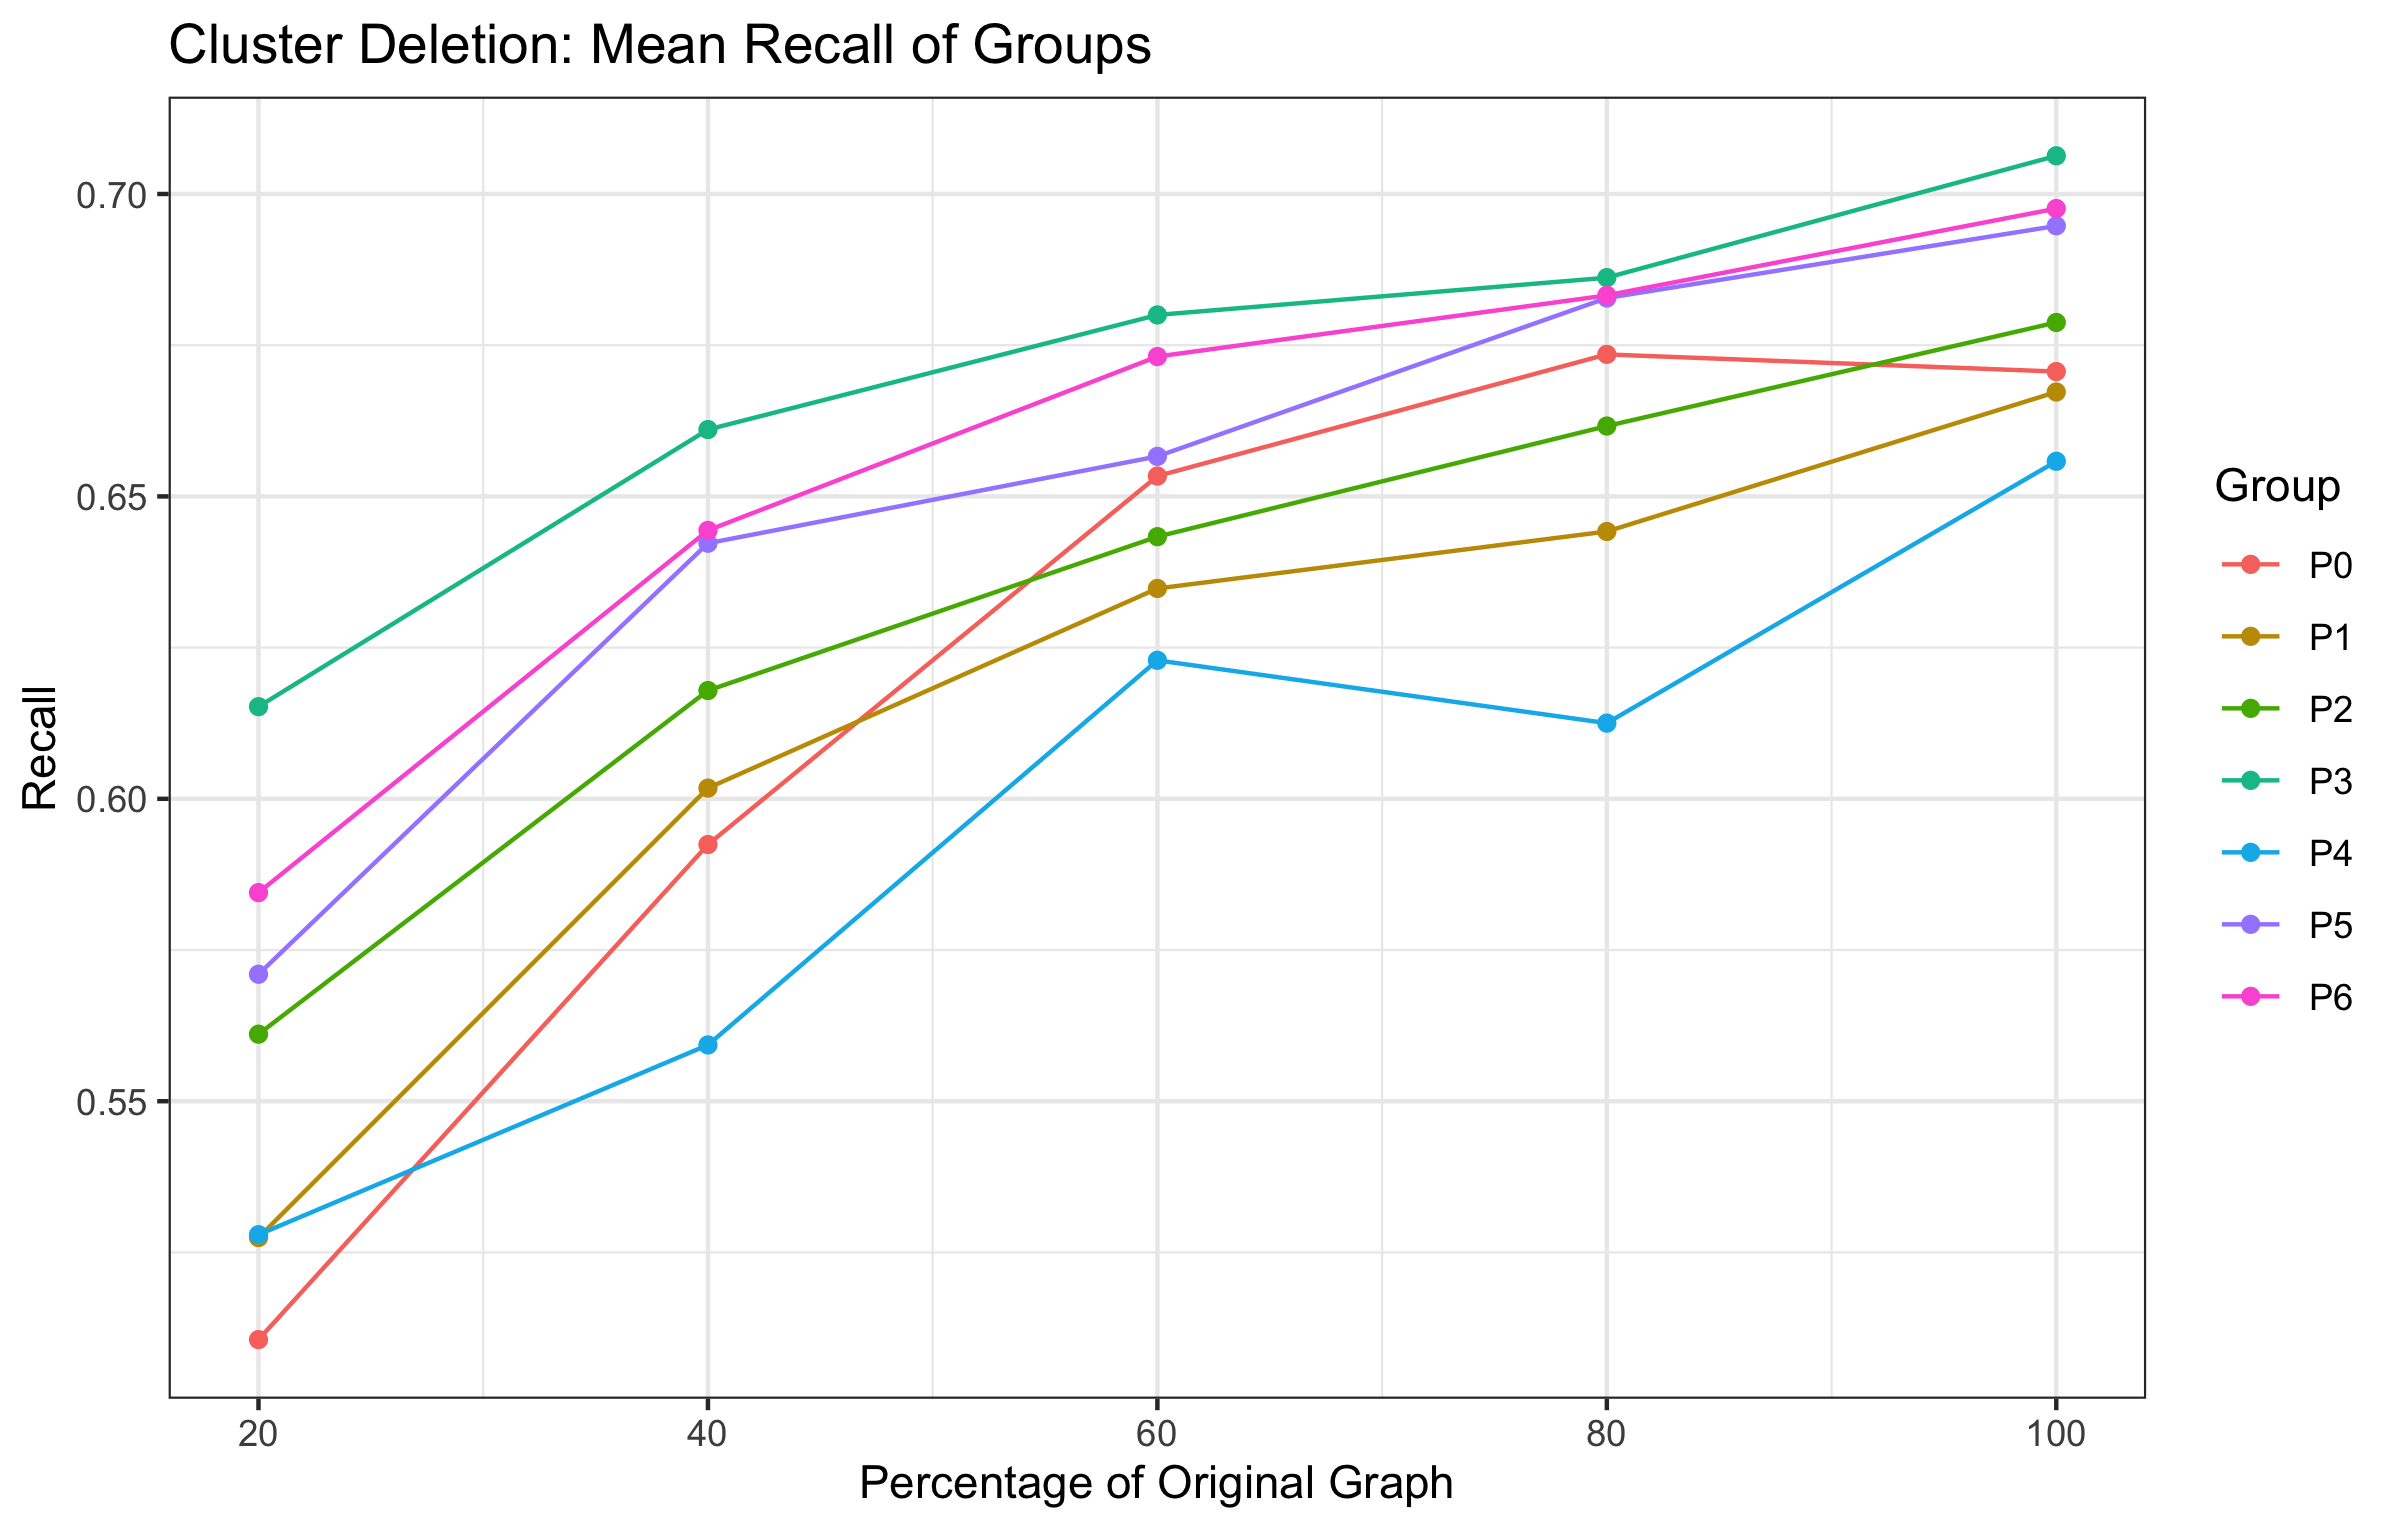 Cluster Deletion: Mean Recall of Groups
0.70
0.65
0.60
0.55
Recall
20 40 60 80 100
Percentage of Original Graph
Group
P0
P1
P2
P3
P4
P5
P6